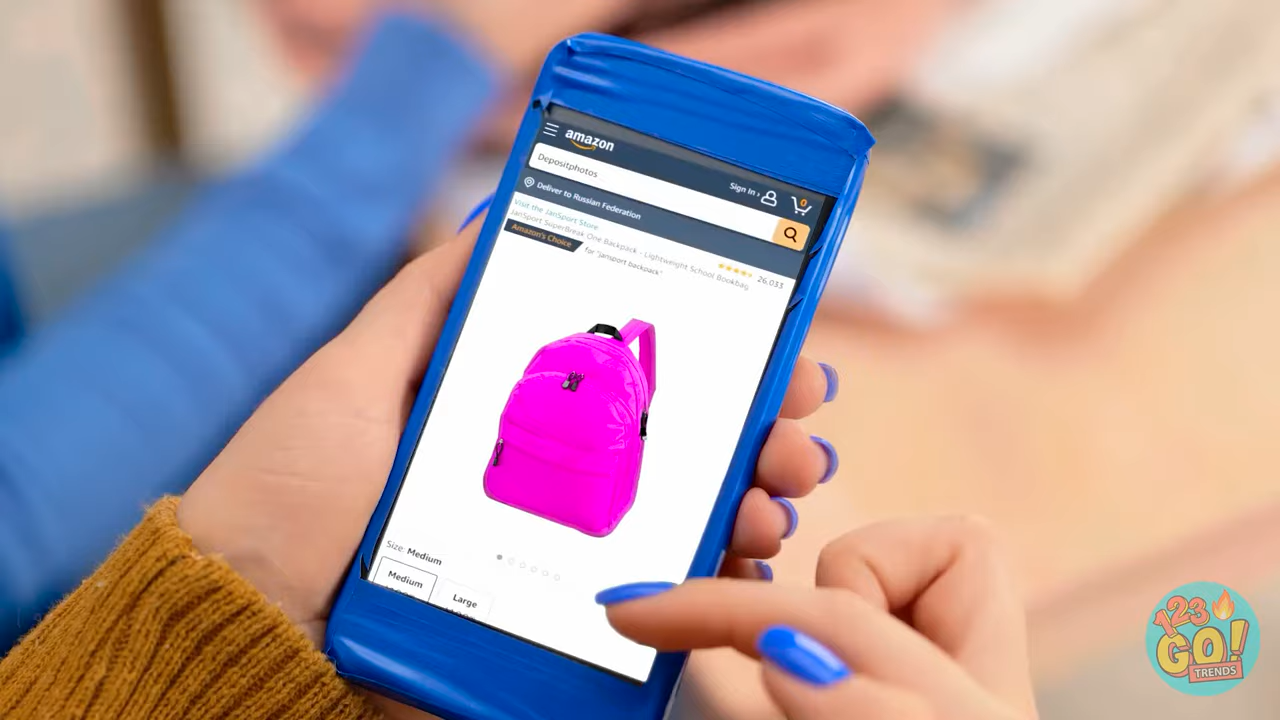 amazon
Depositphotos
Sign In ›
0
Deliver to Russian Federation
Visit the JanSport Store
JanSport SuperBreak One Backpack - Lightweight School Bookbag
Amazon's Choice for "jansport backpack"
26,033
Size: Medium
Medium
Large
123
GO!
TRENDS